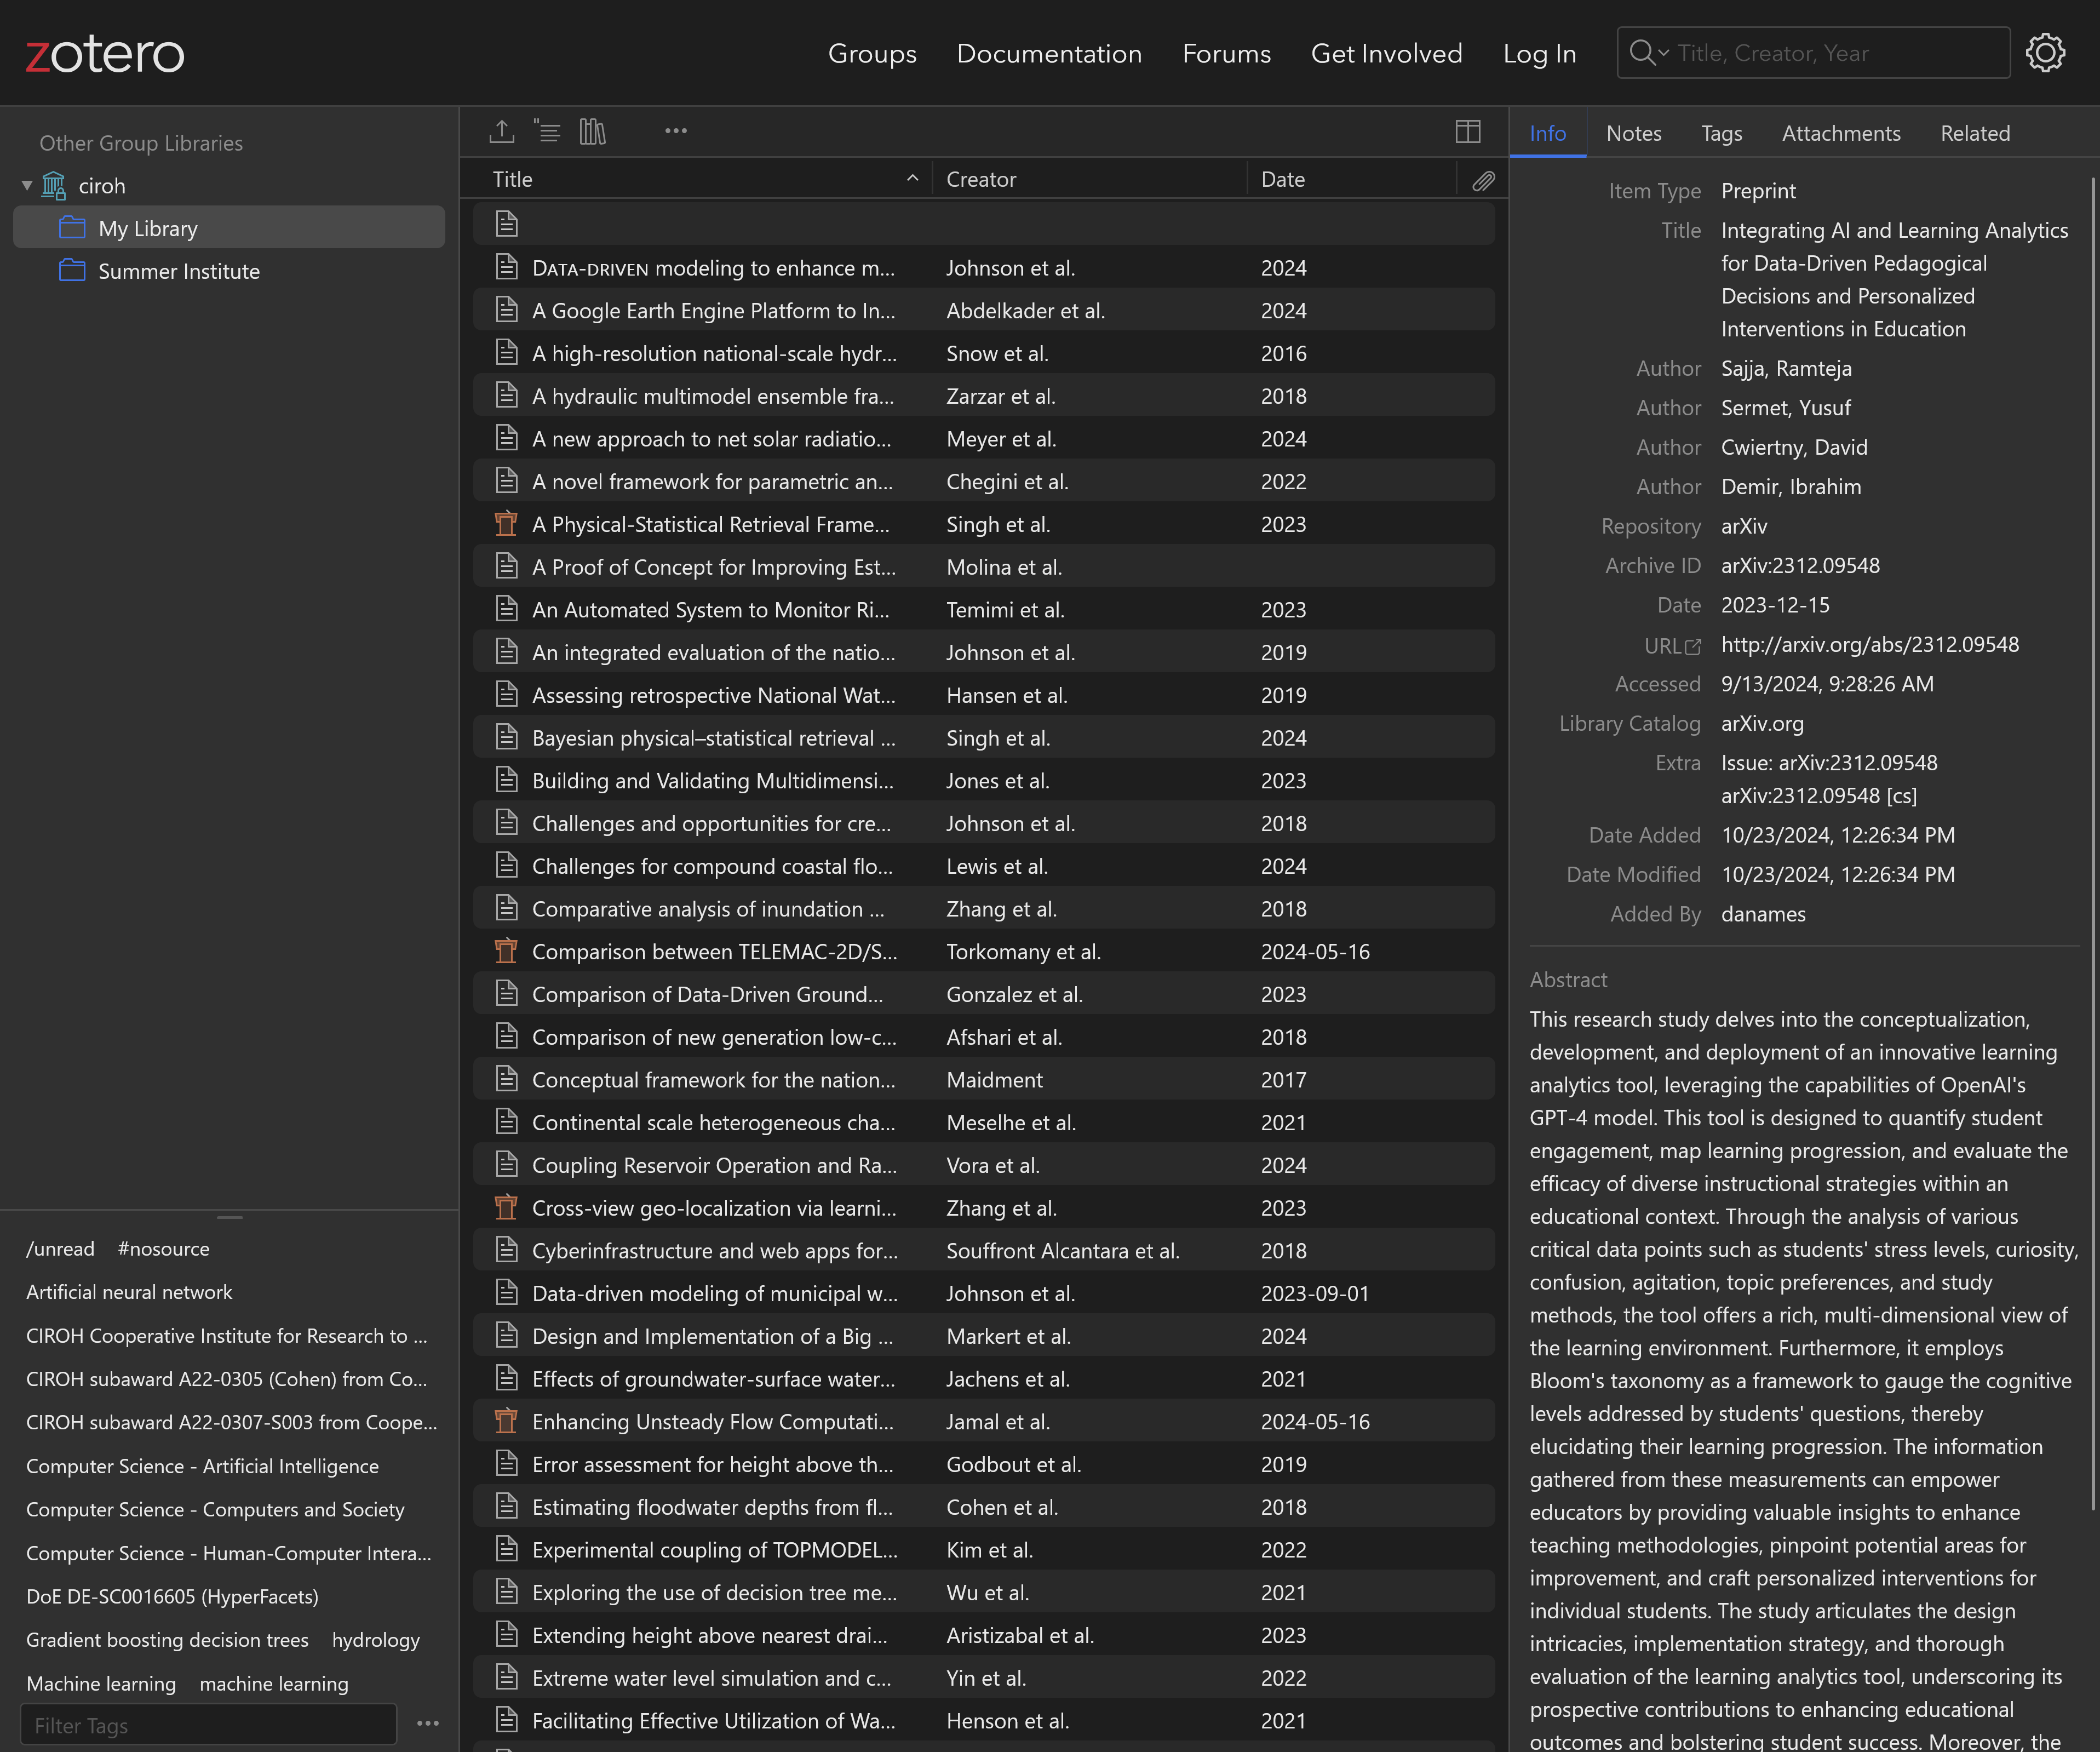 zotero
Groups
Documentation
Forums
Get Involved
Log In
Title, Creator, Year
Other Group Libraries
ciroh
My Library
Summer Institute
/unread #nosource
Artificial neural network
CIROH Cooperative Institute for Research to ...
CIROH subaward A22-0305 (Cohen) from Co...
CIROH subaward A22-0307-S003 from Coope...
Computer Science - Artificial Intelligence
Computer Science - Computers and Society
Computer Science - Human-Computer Intera...
DoE DE-SC0016605 (HyperFacets)
Gradient boosting decision trees hydrology
Machine learning machine learning
Filter Tags
Title Creator Date
DATA-DRIVEN modeling to enhance m... Johnson et al. 2024
A Google Earth Engine Platform to In... Abdelkader et al. 2024
A high-resolution national-scale hydr... Snow et al. 2016
A hydraulic multimodel ensemble fra... Zarzar et al. 2018
A new approach to net solar radiatio... Meyer et al. 2024
A novel framework for parametric an... Chegini et al. 2022
A Physical-Statistical Retrieval Frame... Singh et al. 2023
A Proof of Concept for Improving Est... Molina et al.
An Automated System to Monitor Ri... Temimi et al. 2023
An integrated evaluation of the natio... Johnson et al. 2019
Assessing retrospective National Wat... Hansen et al. 2019
Bayesian physical–statistical retrieval ... Singh et al. 2024
Building and Validating Multidimensi... Jones et al. 2023
Challenges and opportunities for cre... Johnson et al. 2018
Challenges for compound coastal flo... Lewis et al. 2024
Comparative analysis of inundation ... Zhang et al. 2018
Comparison between TELEMAC-2D/S... Torkomany et al. 2024-05-16
Comparison of Data-Driven Ground... Gonzalez et al. 2023
Comparison of new generation low-c... Afshari et al. 2018
Conceptual framework for the nation... Maidment 2017
Continental scale heterogeneous cha... Meselhe et al. 2021
Coupling Reservoir Operation and Ra... Vora et al. 2024
Cross-view geo-localization via learni... Zhang et al. 2023
Cyberinfrastructure and web apps for... Souffront Alcantara et al. 2018
Data-driven modeling of municipal w... Johnson et al. 2023-09-01
Design and Implementation of a Big ... Markert et al. 2024
Effects of groundwater-surface water... Jachens et al. 2021
Enhancing Unsteady Flow Computati... Jamal et al. 2024-05-16
Error assessment for height above th... Godbout et al. 2019
Estimating floodwater depths from fl... Cohen et al. 2018
Experimental coupling of TOPMODEL... Kim et al. 2022
Exploring the use of decision tree me... Wu et al. 2021
Extending height above nearest drai... Aristizabal et al. 2023
Extreme water level simulation and c... Yin et al. 2022
Facilitating Effective Utilization of Wa... Henson et al. 2021
Info Notes Tags Attachments Related
Item Type Preprint
Title Integrating AI and Learning Analytics
for Data-Driven Pedagogical
Decisions and Personalized
Interventions in Education
Author Sajja, Ramteja
Author Sermet, Yusuf
Author Cwiertny, David
Author Demir, Ibrahim
Repository arXiv
Archive ID arXiv:2312.09548
Date 2023-12-15
URL http://arxiv.org/abs/2312.09548
Accessed 9/13/2024, 9:28:26 AM
Library Catalog arXiv.org
Extra Issue: arXiv:2312.09548
arXiv:2312.09548 [cs]
Date Added 10/23/2024, 12:26:34 PM
Date Modified 10/23/2024, 12:26:34 PM
Added By danames
Abstract
This research study delves into the conceptualization,
development, and deployment of an innovative learning
analytics tool, leveraging the capabilities of OpenAI's
GPT-4 model. This tool is designed to quantify student
engagement, map learning progression, and evaluate the
efficacy of diverse instructional strategies within an
educational context. Through the analysis of various
critical data points such as students' stress levels, curiosity,
confusion, agitation, topic preferences, and study
methods, the tool offers a rich, multi-dimensional view of
the learning environment. Furthermore, it employs
Bloom's taxonomy as a framework to gauge the cognitive
levels addressed by students' questions, thereby
elucidating their learning progression. The information
gathered from these measurements can empower
educators by providing valuable insights to enhance
teaching methodologies, pinpoint potential areas for
improvement, and craft personalized interventions for
individual students. The study articulates the design
intricacies, implementation strategy, and thorough
evaluation of the learning analytics tool, underscoring its
prospective contributions to enhancing educational
outcomes and bolstering student success. Moreover, the